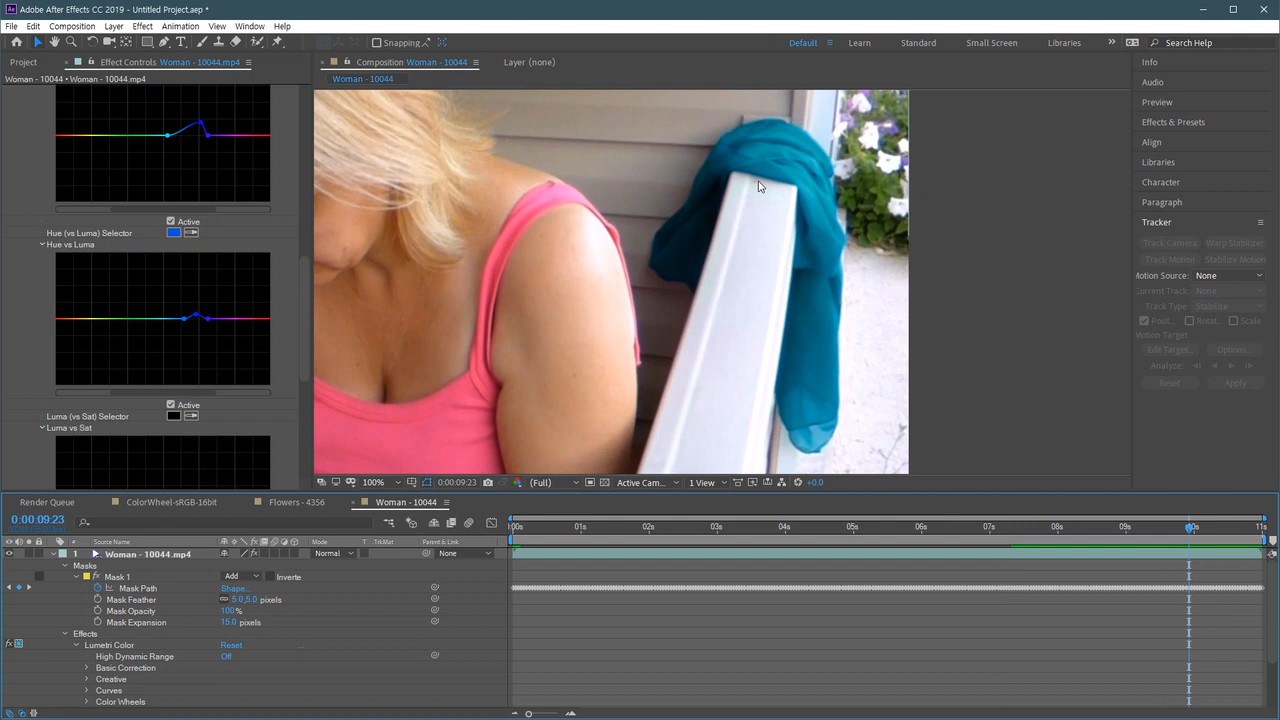 Adobe After Effects CC 2019 - Untitled Project.aep *
File Edit Composition Layer Effect Animation View Window Help
Snapping Default Learn Standard Small Screen Libraries Search Help
Project Effect Controls Woman - 10044.mp4
Composition Woman - 10044 Layer (none)
Woman - 10044 • Woman - 10044.mp4
Woman - 10044
Info
Audio
Preview
Effects & Presets
Align
Libraries
Character
Paragraph
Tracker
Track Camera Warp Stabilizer
Track Motion Stabilize Motion
Motion Source: None
Current Track: None
Track Type: Stabilize
Posit... Rotat... Scale
Motion Target
Edit Target... Options...
Analyze:
Reset Apply
Active
Hue (vs Luma) Selector
Hue vs Luma
Active
Luma (vs Sat) Selector
Luma vs Sat
100% 0:00:09:23 (Full) Active Cam... 1 View +0.0
Render Queue ColorWheel-sRGB-16bit Flowers - 4356 Woman - 10044
0:00:09:23
:00s 01s 02s 03s 04s 05s 06s 07s 08s 09s 11s
# Source Name Mode T TrkMat Parent & Link
1 Woman - 10044.mp4 Normal None
Masks
Mask 1 Add Inverte
Mask Path Shape...
Mask Feather 5.0,5.0 pixels
Mask Opacity 100%
Mask Expansion 15.0 pixels
Effects
fx Lumetri Color Reset ...
High Dynamic Range Off
Basic Correction
Creative
Curves
Color Wheels